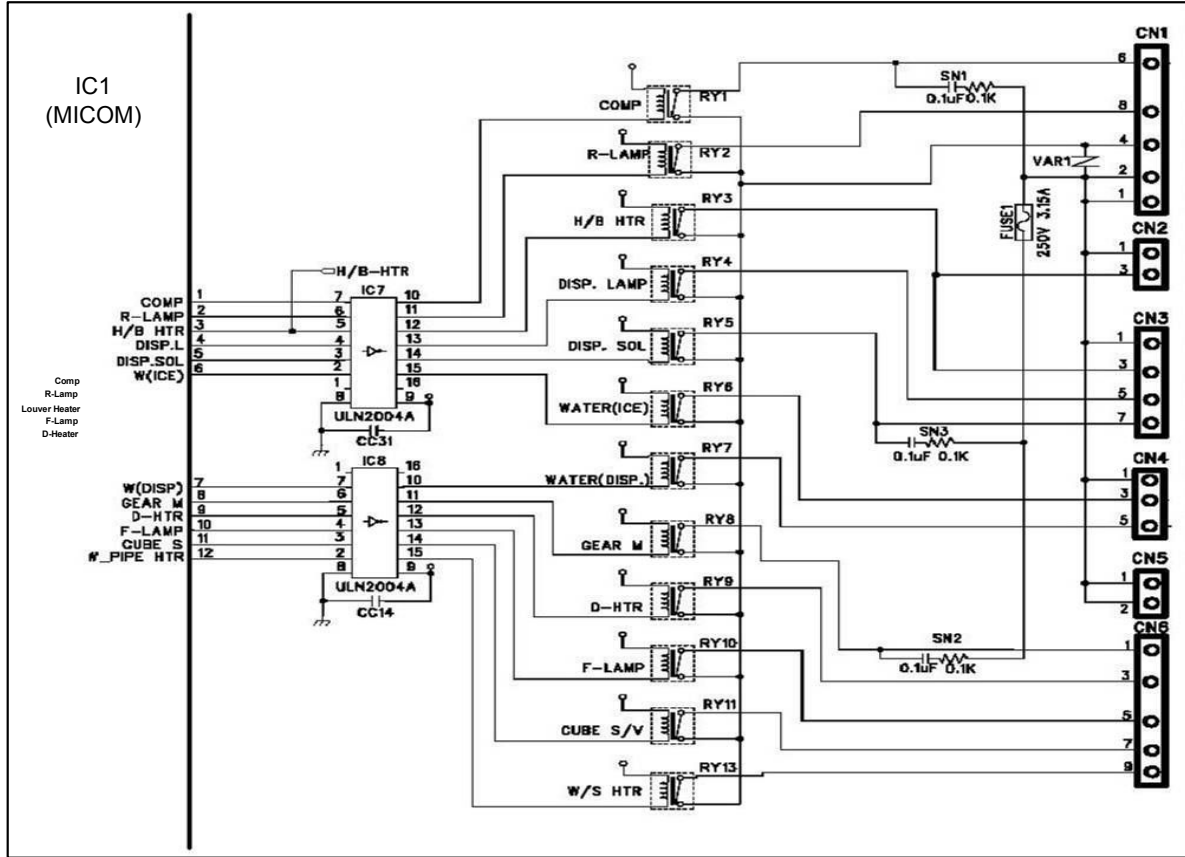 IC1
(MICOM)
COMP
R-LAMP
H/B HTR
DISP. LAMP
DISP. SOL
WATER(ICE)
WATER(DISP.)
GEAR M
D-HTR
F-LAMP
CUBE S/V
W/S HTR
RY1
RY2
RY3
RY4
RY5
RY6
RY7
RY8
RY9
RY10
RY11
RY13
H/B-HTR
IC7
COMP 1 7 10
R-LAMP 2 6 11
H/B HTR 3 5 12
DISP.L 4 4 13
DISP.SOL 5 3 14
W(ICE) 6 2 15
1 16
8 9
ULN2004A
CC31
Comp
R-Lamp
Louver Heater
F-Lamp
D-Heater
IC8
1 16
W(DISP) 7 7 10
GEAR M 8 6 11
D-HTR 9 5 12
F-LAMP 10 4 13
CUBE S 11 3 14
W_PIPE HTR 12 2 15
8 9
ULN2004A
CC14
SN1
0.1uF 0.1K
VAR1
FUSE1
250V 3.15A
SN3
0.1uF 0.1K
SN2
0.1uF 0.1K
CN1
6
8
4
2
1
CN2
1
3
CN3
1
3
5
7
CN4
1
3
5
CN5
1
2
CN6
1
3
5
7
9